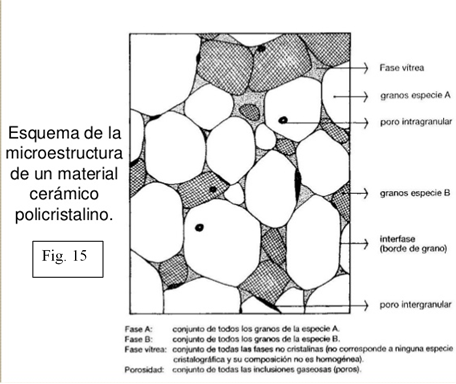 Esquema de la
microestructura
de un material
cerámico
policristalino.
Fig. 15
Fase vítrea
granos especie A
poro intragranular
granos especie B
interfase
(borde de grano)
poro intergranular
Fase A: conjunto de todos los granos de la especie A.
Fase B: conjunto de todos los granos de la especie B.
Fase vítrea: conjunto de todas las fases no cristalinas (no corresponde a ninguna especie
cristalográfica y su composición no es homogénea).
Porosidad: conjunto de todas las inclusiones gaseosas (poros).